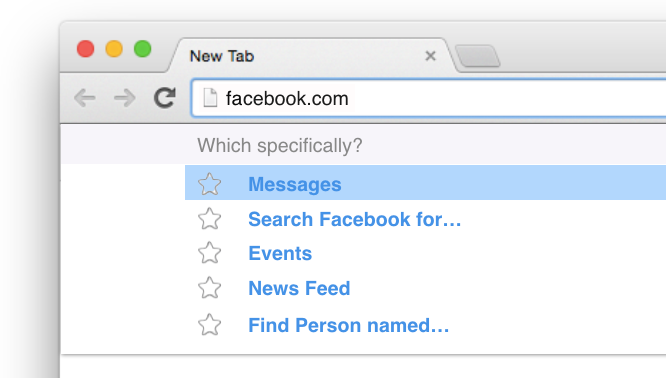 New Tab
facebook.com
Which specifically?
Messages
Search Facebook for...
Events
News Feed
Find Person named...